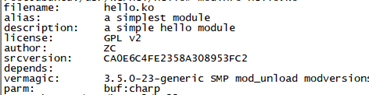 filename:       hello.ko
alias:          a simplest module
description:    a simple hello module
license:        GPL v2
author:         ZC
srcversion:     CA0E6C4FE2358A308953FC2
depends:
vermagic:       3.5.0-23-generic SMP mod_unload modversions
parm:           buf:charp